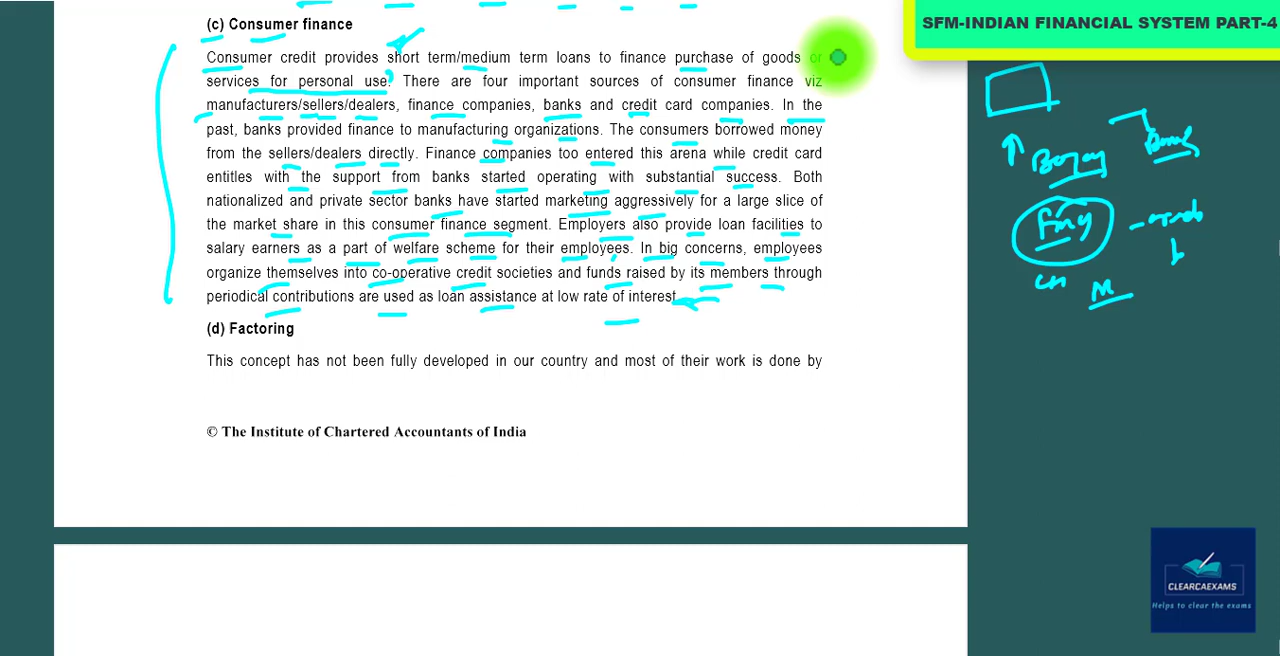 SFM-INDIAN FINANCIAL SYSTEM PART-4
(c) Consumer finance
Consumer credit provides short term/medium term loans to finance purchase of goods or
services for personal use. There are four important sources of consumer finance viz
manufacturers/sellers/dealers, finance companies, banks and credit card companies. In the
past, banks provided finance to manufacturing organizations. The consumers borrowed money
from the sellers/dealers directly. Finance companies too entered this arena while credit card
entitles with the support from banks started operating with substantial success. Both
nationalized and private sector banks have started marketing aggressively for a large slice of
the market share in this consumer finance segment. Employers also provide loan facilities to
salary earners as a part of welfare scheme for their employees. In big concerns, employees
organize themselves into co-operative credit societies and funds raised by its members through
periodical contributions are used as loan assistance at low rate of interest
(d) Factoring
This concept has not been fully developed in our country and most of their work is done by
© The Institute of Chartered Accountants of India
CLEARCAEXAMS
Helps to clear the exams